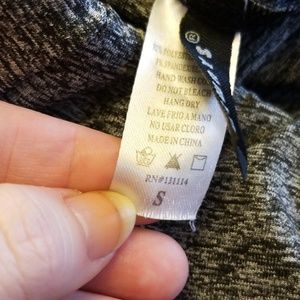 POLYESTER
SPANDEX
HAND WASH COLD
DO NOT BLEACH
HANG DRY
LAVE FRIO A MANO
NO USAR CLORO
MADE IN CHINA
RN#131114
S